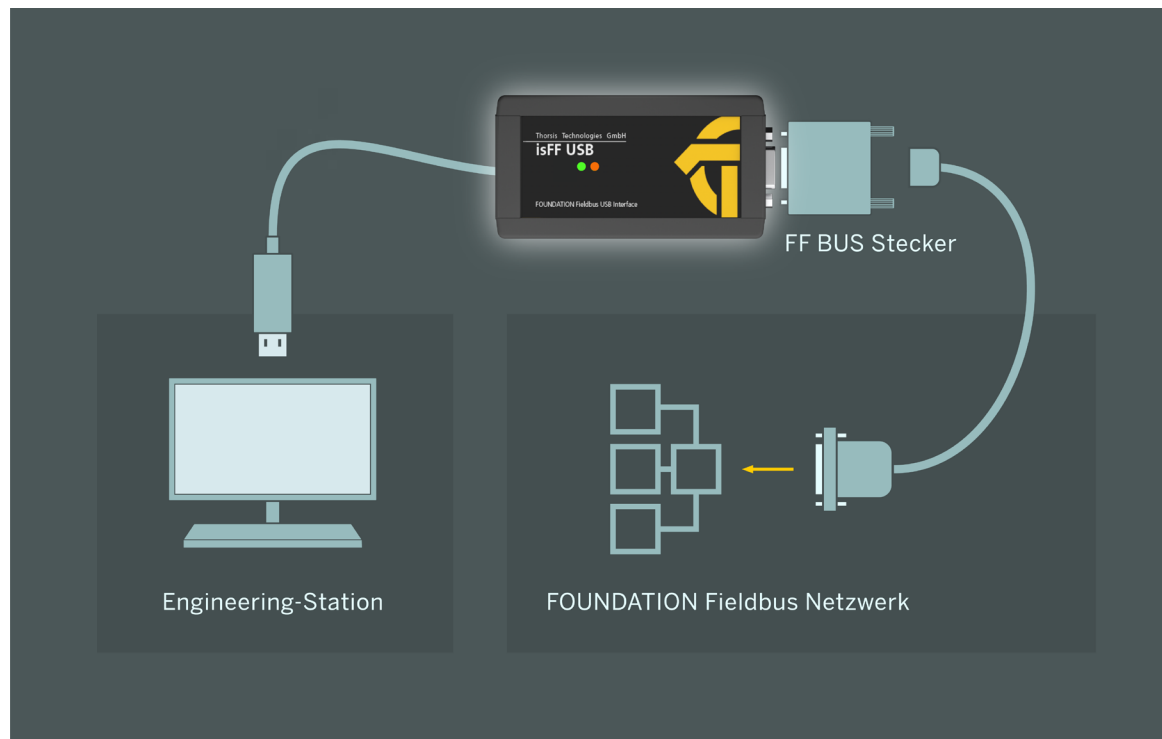 Thorsis Technologies GmbH
isFF USB
FOUNDATION Fieldbus USB Interface
FF BUS Stecker
Engineering-Station
FOUNDATION Fieldbus Netzwerk